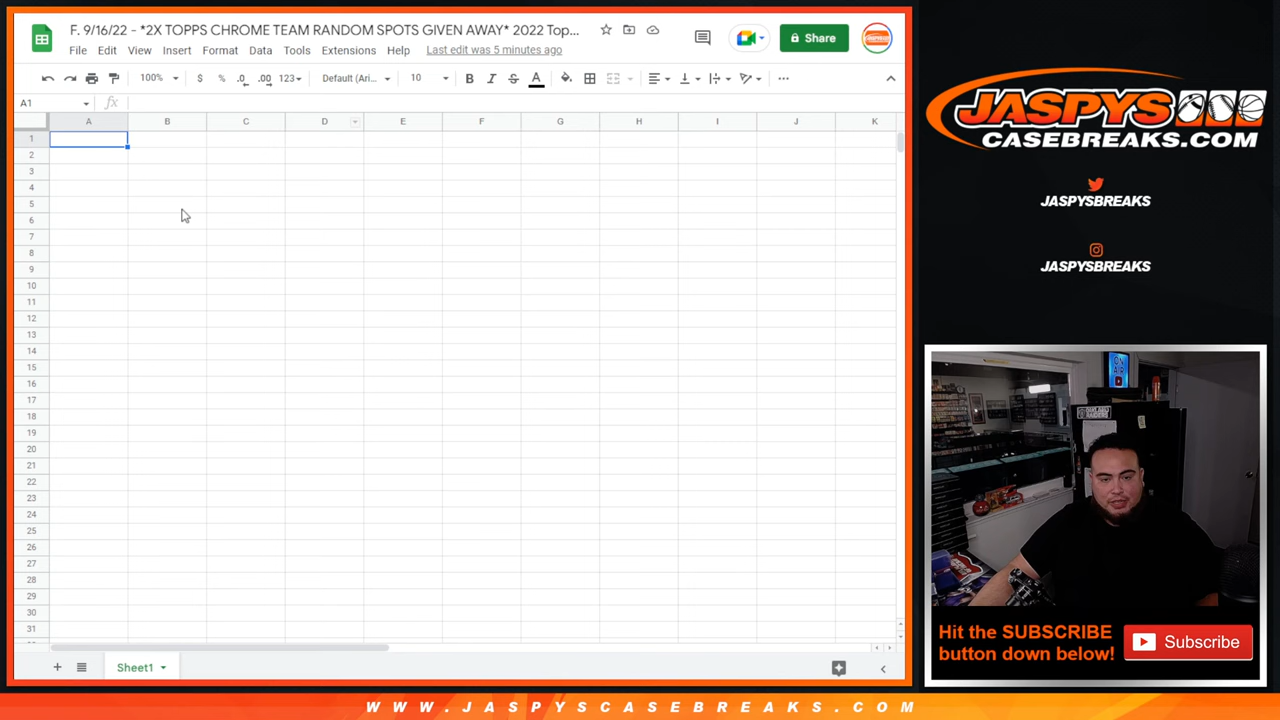 F. 9/16/22 - *2X TOPPS CHROME TEAM RANDOM SPOTS GIVEN AWAY* 2022 Top...
File Edit View Insert Format Data Tools Extensions Help Last edit was 5 minutes ago
Share
100% $ % .0 .00 123 Default (Ari... 10 B I S A
A1 fx
A B C D E F G H I J K
1
2
3
4
5
6
7
8
9
10
11
12
13
14
15
16
17
18
19
20
21
22
23
24
25
26
27
28
29
30
31
Sheet1
JASPYS
CASEBREAKS.COM
JASPYSBREAKS
JASPYSBREAKS
ON
AIR
Hit the SUBSCRIBE
button down below!
Subscribe
WWW.JASPYSCASEBREAKS.COM